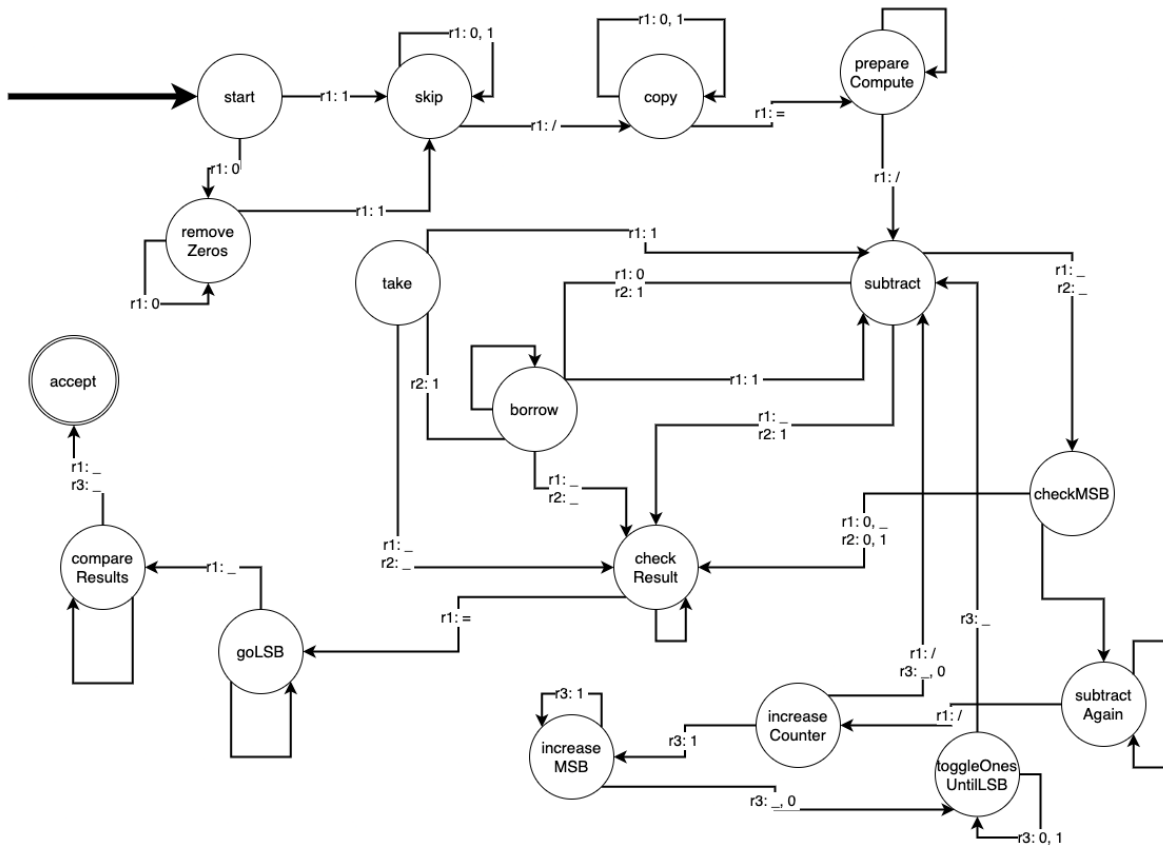 r1: 0, 1
r1: 0, 1
prepare
Compute
start
r1: 1
skip
copy
r1: =
r1: /
r1: 0
r1: /
remove
Zeros
r1: 1
r1: 1
take
r1: 0
r2: 1
subtract
r1: _
r2: _
r1: 0
accept
r2: 1
r1: 1
borrow
r1: _
r2: 1
r1: _
r3: _
r1: _
r2: _
checkMSB
r1: 0, _
r2: 0, 1
r1: _
r2: _
compare
Results
r1: _
check
Result
r1: =
r3: _
goLSB
r1: /
r3: _, 0
r3: 1
increase
Counter
r1: /
subtract
Again
r3: 1
increase
MSB
toggleOnes
UntilLSB
r3: _, 0
r3: 0, 1